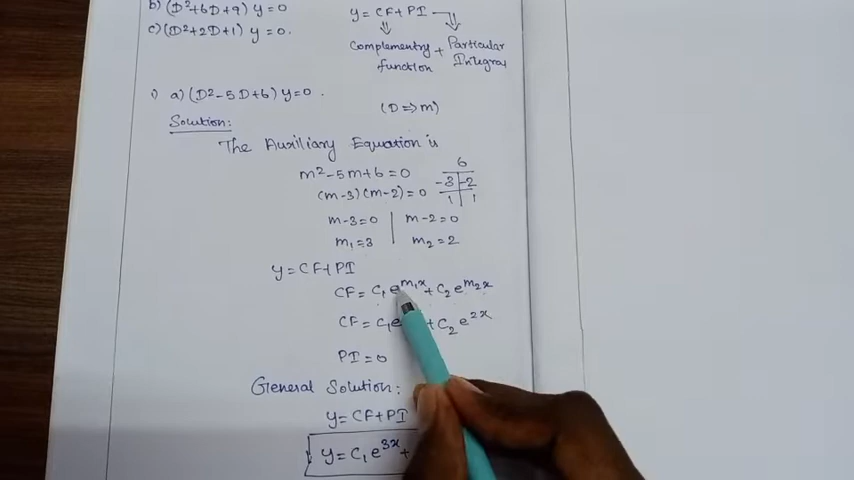 b) (D²+6D+9) y=0
c) (D²+2D+1) y=0.
y = CF + PI
Complementry function + Particular Integral
1) a) (D²-5D+6) y=0.
Solution:
(D => m)
The Auxiliary Equation is
m²-5m+6=0
(m-3)(m-2)=0
6
-3 | -2
1 | 1
m-3=0 | m-2=0
m₁=3 | m₂=2
y=CF+PI
CF= C₁ e^m₁x + C₂ e^m₂x
CF= C₁e + C₂ e^2x
PI=0
General Solution:
y= CF+PI
y= C₁ e^3x +